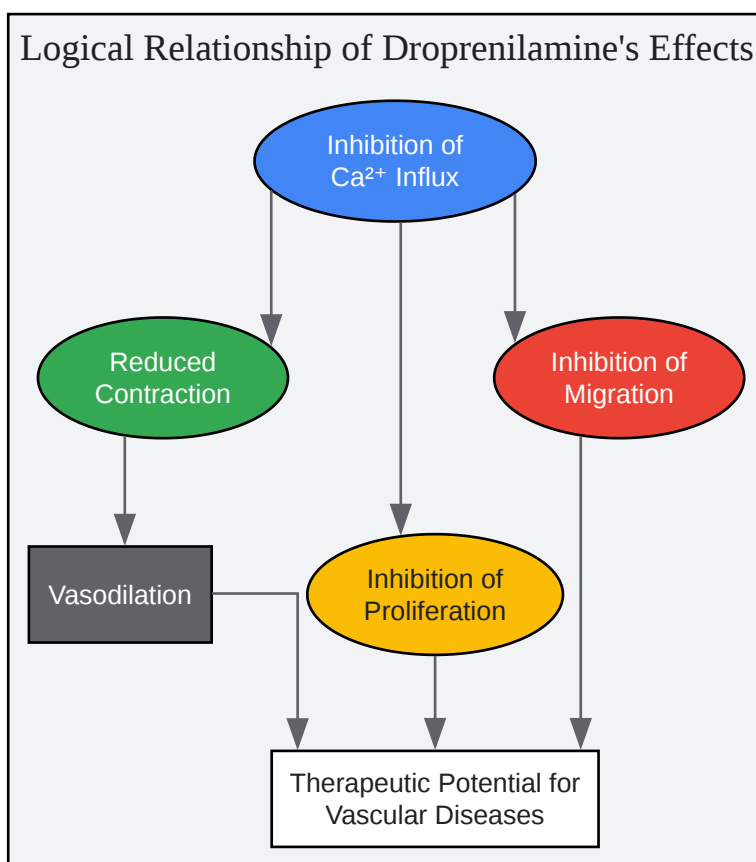 Logical Relationship of Droprenilamine's Effects
Inhibition of
Ca²⁺ Influx
Reduced
Contraction
Inhibition of
Migration
Vasodilation
Inhibition of
Proliferation
Therapeutic Potential for
Vascular Diseases